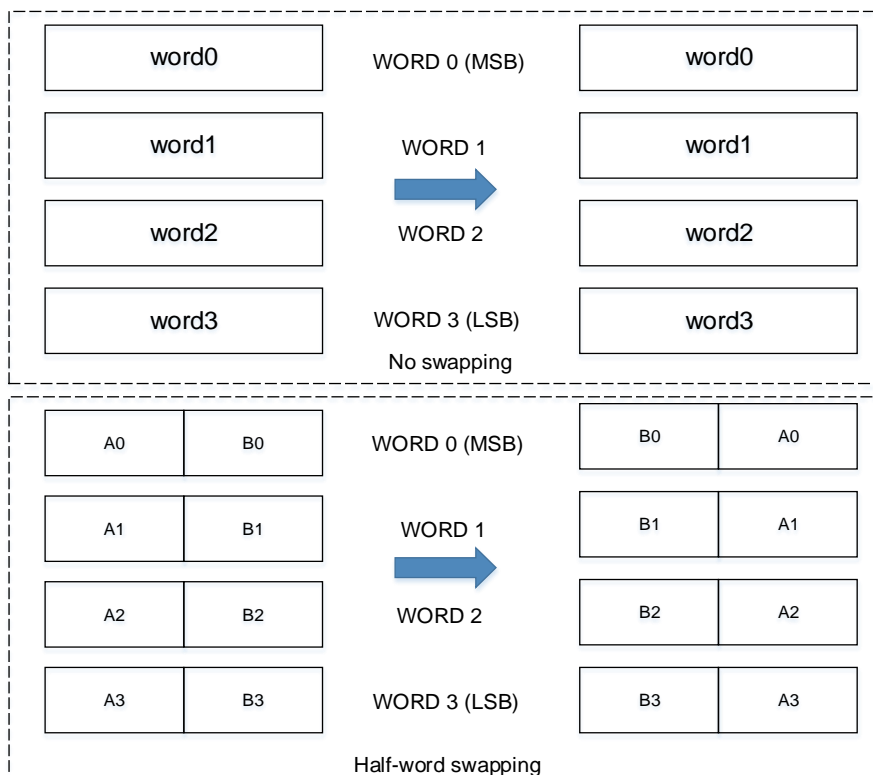 word0 WORD 0 (MSB) word0
word1 WORD 1 word1
word2 WORD 2 word2
word3 WORD 3 (LSB) word3
No swapping
A0 B0 WORD 0 (MSB) B0 A0
A1 B1 WORD 1 B1 A1
A2 B2 WORD 2 B2 A2
A3 B3 WORD 3 (LSB) B3 A3
Half-word swapping